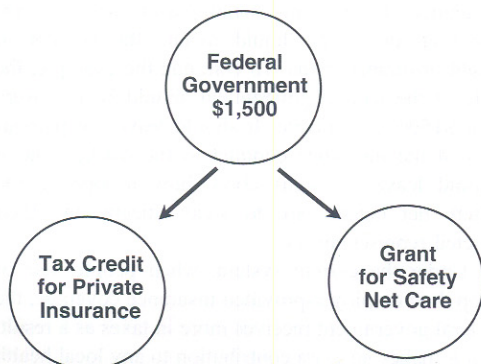 Federal
Government
$1,500
Tax Credit
for Private
Insurance
Grant
for Safety
Net Care